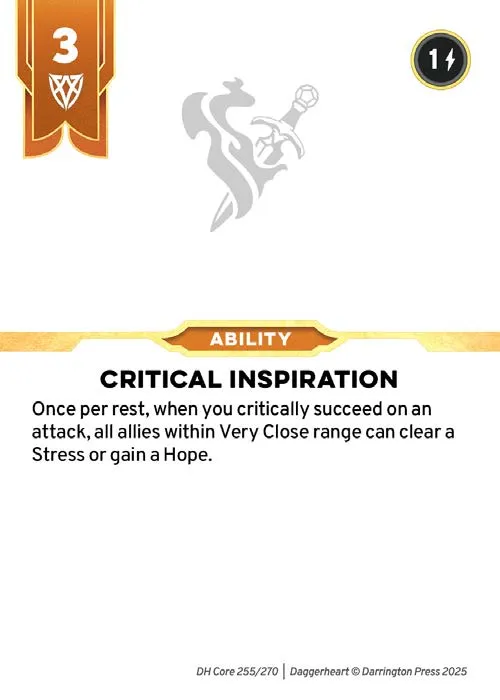 3
1
ABILITY
CRITICAL INSPIRATION
Once per rest, when you critically succeed on an
attack, all allies within Very Close range can clear a
Stress or gain a Hope.
DH Core 255/270 | Daggerheart © Darrington Press 2025